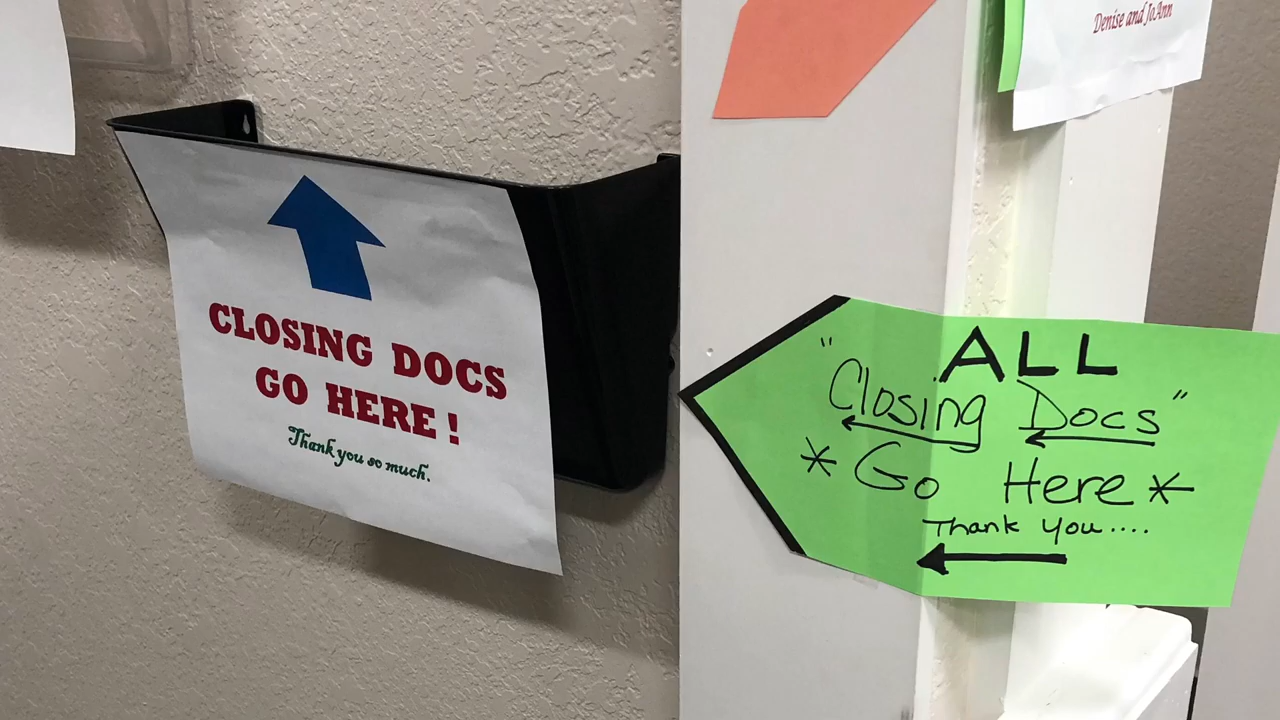 CLOSING DOCS
GO HERE!
Thank you so much.
Denise and JoAnn
ALL
"Closing Docs"
*Go Here*
Thank You....